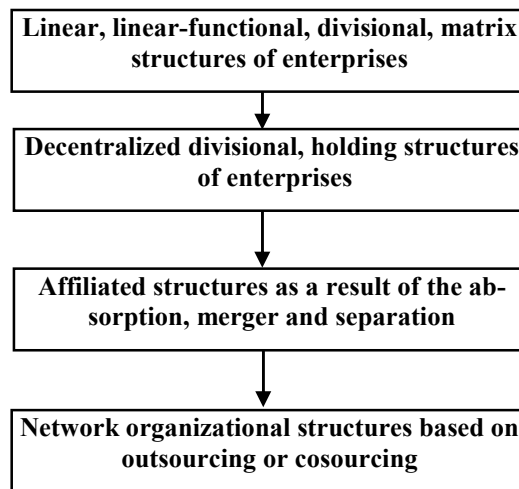 Linear, linear-functional, divisional, matrix
structures of enterprises
Decentralized divisional, holding structures
of enterprises
Affiliated structures as a result of the ab-
sorption, merger and separation
Network organizational structures based on
outsourcing or cosourcing